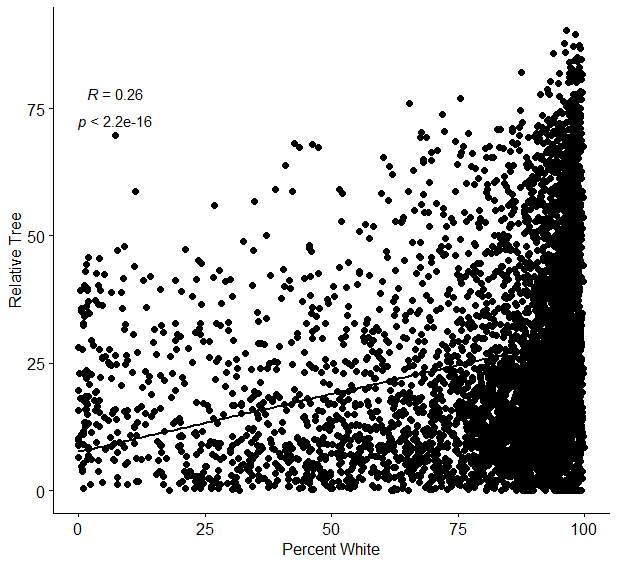 R = 0.26
p < 2.2e-16
75
50
25
0
Relative Tree
0 25 50 75 100
Percent White